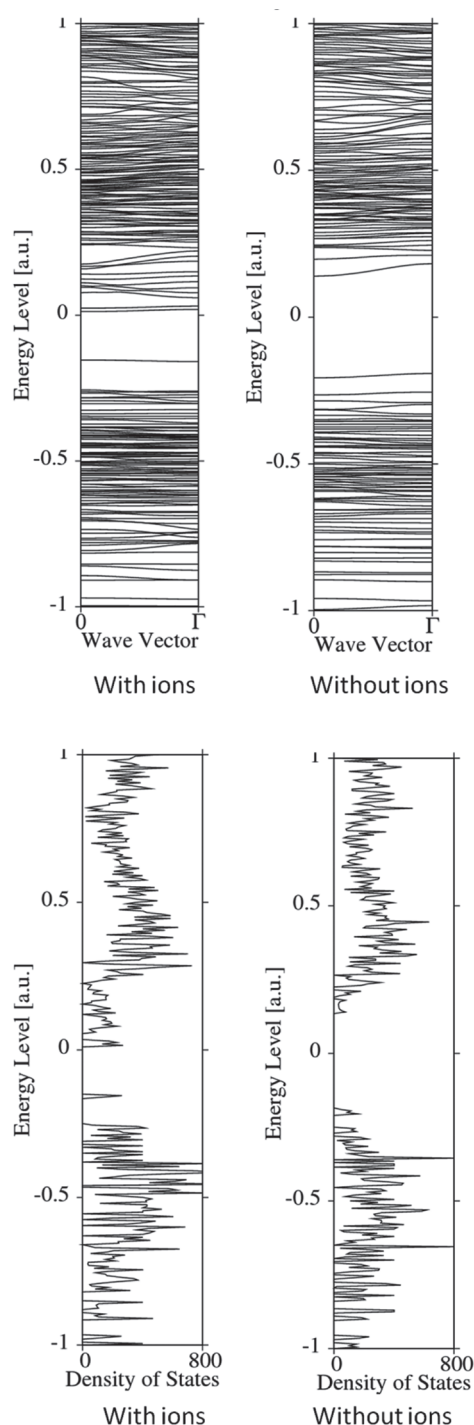 1
1
0.5
0.5
Energy Level [a.u.]
Energy Level [a.u.]
0
0
-0.5
-0.5
-1
-1
0 Γ
0 Γ
Wave Vector
Wave Vector
With ions
Without ions
1
1
0.5
0.5
Energy Level [a.u.]
Energy Level [a.u.]
0
0
-0.5
-0.5
-1
-1
0 800
0 800
Density of States
Density of States
With ions
Without ions